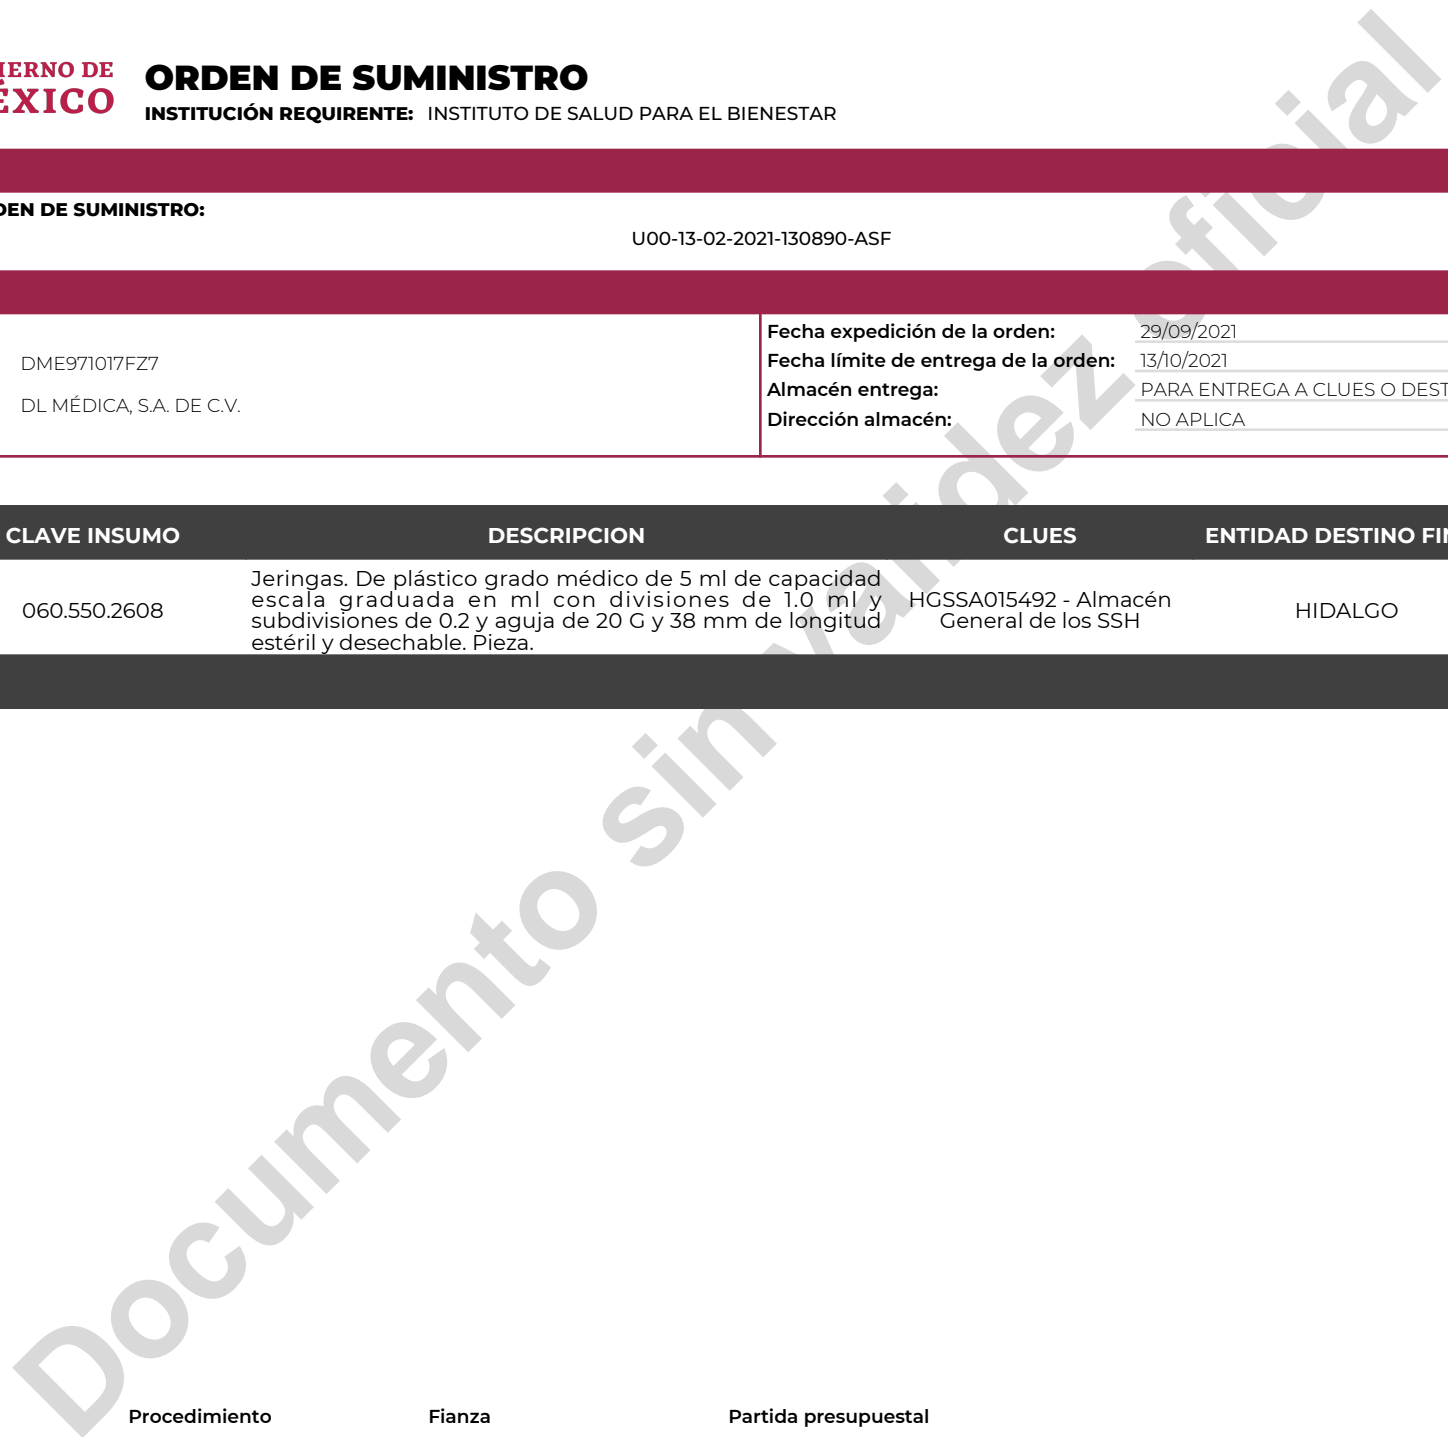 IERNO DE
ÉXICO
ORDEN DE SUMINISTRO
INSTITUCIÓN REQUIRENTE: INSTITUTO DE SALUD PARA EL BIENESTAR
DEN DE SUMINISTRO:
U00-13-02-2021-130890-ASF
DME971017FZ7
DL MÉDICA, S.A. DE C.V.
Fecha expedición de la orden: 29/09/2021
Fecha límite de entrega de la orden: 13/10/2021
Almacén entrega: PARA ENTREGA A CLUES O DEST
Dirección almacén: NO APLICA
CLAVE INSUMO DESCRIPCION CLUES ENTIDAD DESTINO FIN
060.550.2608
Jeringas. De plástico grado médico de 5 ml de capacidad
escala graduada en ml con divisiones de 1.0 ml y
subdivisiones de 0.2 y aguja de 20 G y 38 mm de longitud
estéril y desechable. Pieza.
HGSSA015492 - Almacén
General de los SSH
HIDALGO
Documento sin validez oficial
Procedimiento Fianza Partida presupuestal